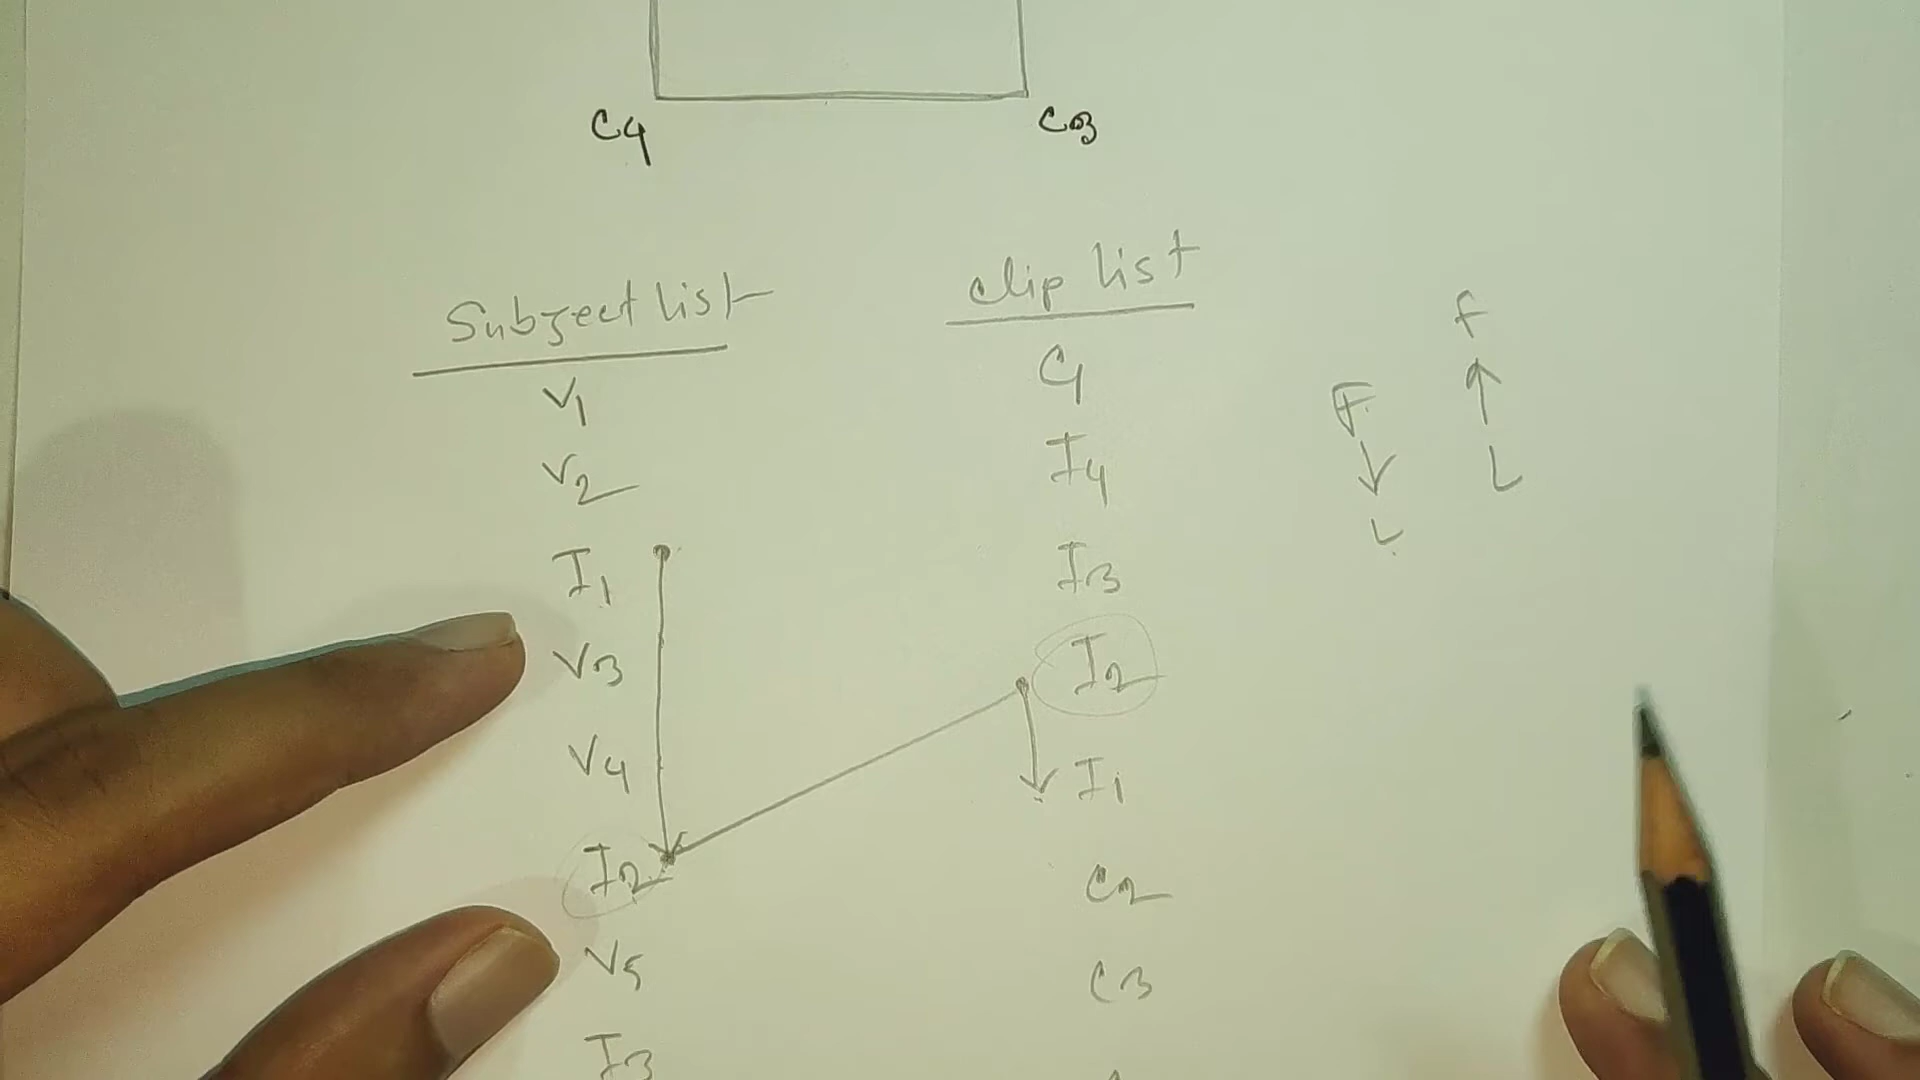 C4 C3
Subject list
V1
V2
I1
V3
V4
I2
V5
I3
Clip list
C1
I4
I3
I2
I1
C2
C3
F
L
F
L